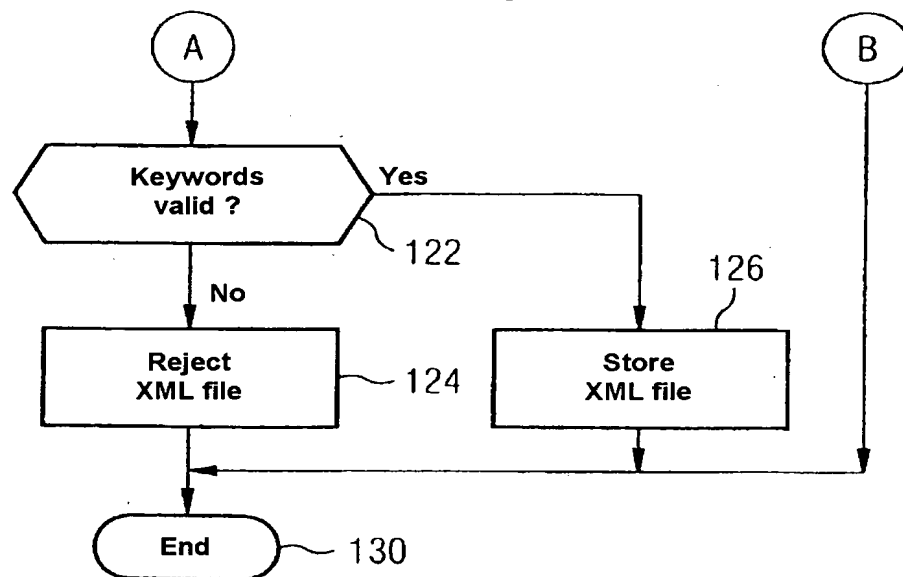 A
B
Keywords
valid ?
Yes
122
No
126
Reject
XML file
124
Store
XML file
End
130